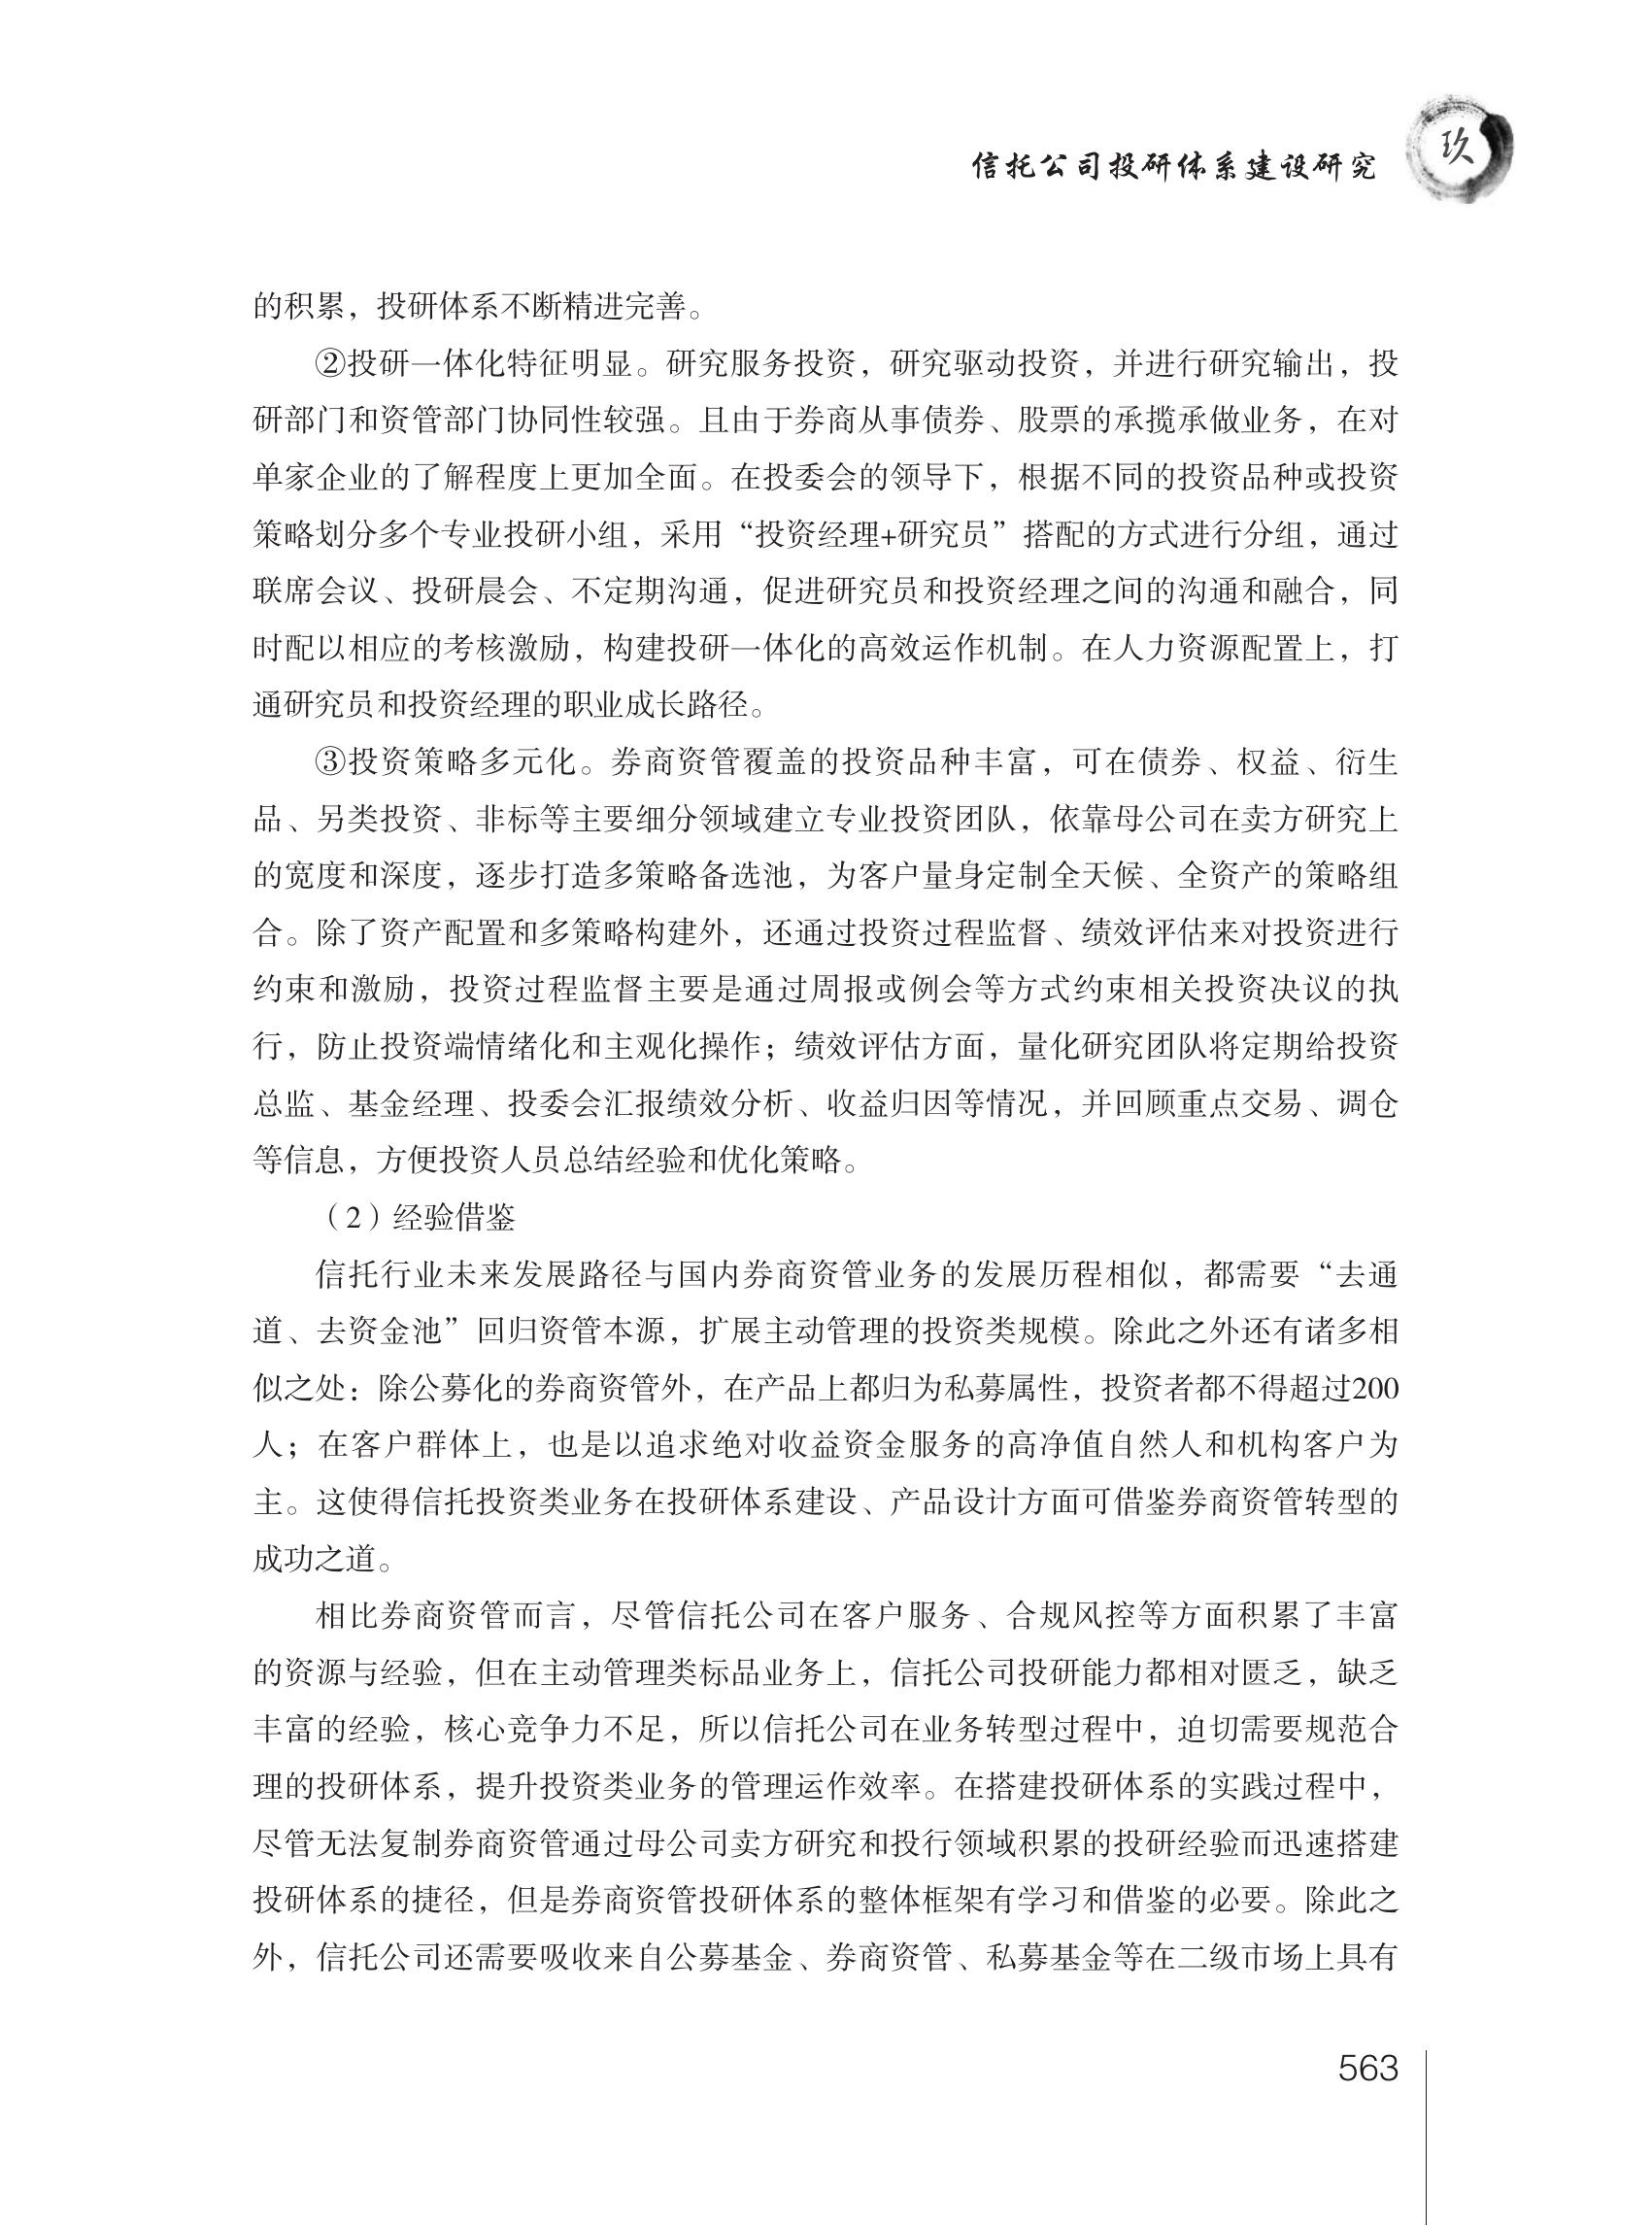 信托公司投研体系建设研究
玖
的积累，投研体系不断精进完善。
②投研一体化特征明显。研究服务投资，研究驱动投资，并进行研究输出，投
研部门和资管部门协同性较强。且由于券商从事债券、股票的承揽承做业务，在对
单家企业的了解程度上更加全面。在投委会的领导下，根据不同的投资品种或投资
策略划分多个专业投研小组，采用“投资经理+研究员”搭配的方式进行分组，通过
联席会议、投研晨会、不定期沟通，促进研究员和投资经理之间的沟通和融合，同
时配以相应的考核激励，构建投研一体化的高效运作机制。在人力资源配置上，打
通研究员和投资经理的职业成长路径。
③投资策略多元化。券商资管覆盖的投资品种丰富，可在债券、权益、衍生
品、另类投资、非标等主要细分领域建立专业投资团队，依靠母公司在卖方研究上
的宽度和深度，逐步打造多策略备选池，为客户量身定制全天候、全资产的策略组
合。除了资产配置和多策略构建外，还通过投资过程监督、绩效评估来对投资进行
约束和激励，投资过程监督主要是通过周报或例会等方式约束相关投资决议的执
行，防止投资端情绪化和主观化操作；绩效评估方面，量化研究团队将定期给投资
总监、基金经理、投委会汇报绩效分析、收益归因等情况，并回顾重点交易、调仓
等信息，方便投资人员总结经验和优化策略。
（2）经验借鉴
信托行业未来发展路径与国内券商资管业务的发展历程相似，都需要“去通
道、去资金池”回归资管本源，扩展主动管理的投资类规模。除此之外还有诸多相
似之处：除公募化的券商资管外，在产品上都归为私募属性，投资者都不得超过200
人；在客户群体上，也是以追求绝对收益资金服务的高净值自然人和机构客户为
主。这使得信托投资类业务在投研体系建设、产品设计方面可借鉴券商资管转型的
成功之道。
相比券商资管而言，尽管信托公司在客户服务、合规风控等方面积累了丰富
的资源与经验，但在主动管理类标品业务上，信托公司投研能力都相对匮乏，缺乏
丰富的经验，核心竞争力不足，所以信托公司在业务转型过程中，迫切需要规范合
理的投研体系，提升投资类业务的管理运作效率。在搭建投研体系的实践过程中，
尽管无法复制券商资管通过母公司卖方研究和投行领域积累的投研经验而迅速搭建
投研体系的捷径，但是券商资管投研体系的整体框架有学习和借鉴的必要。除此之
外，信托公司还需要吸收来自公募基金、券商资管、私募基金等在二级市场上具有
563